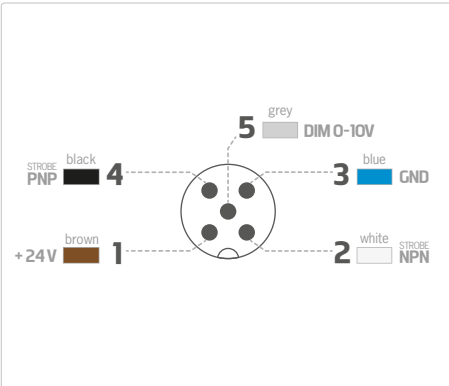 grey
5 DIM 0-10V
STROBE
PNP
black
4
3
blue
GND
+24V
brown
1
2
white
STROBE
NPN